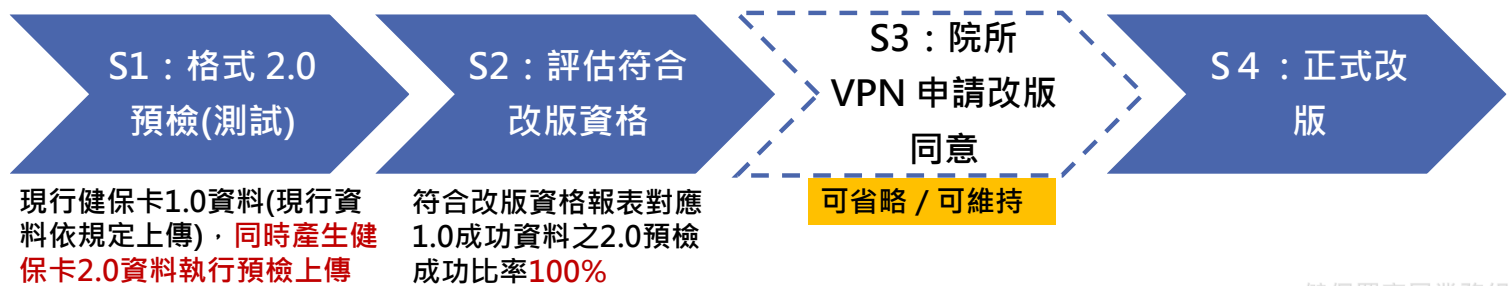 S1：格式 2.0
預檢(測試)
S2：評估符合
改版資格
S3：院所
VPN 申請改版
同意
S４：正式改
版
現行健保卡1.0資料(現行資
料依規定上傳)，同時產生健
保卡2.0資料執行預檢上傳
符合改版資格報表對應
1.0成功資料之2.0預檢
成功比率100%
可省略 / 可維持